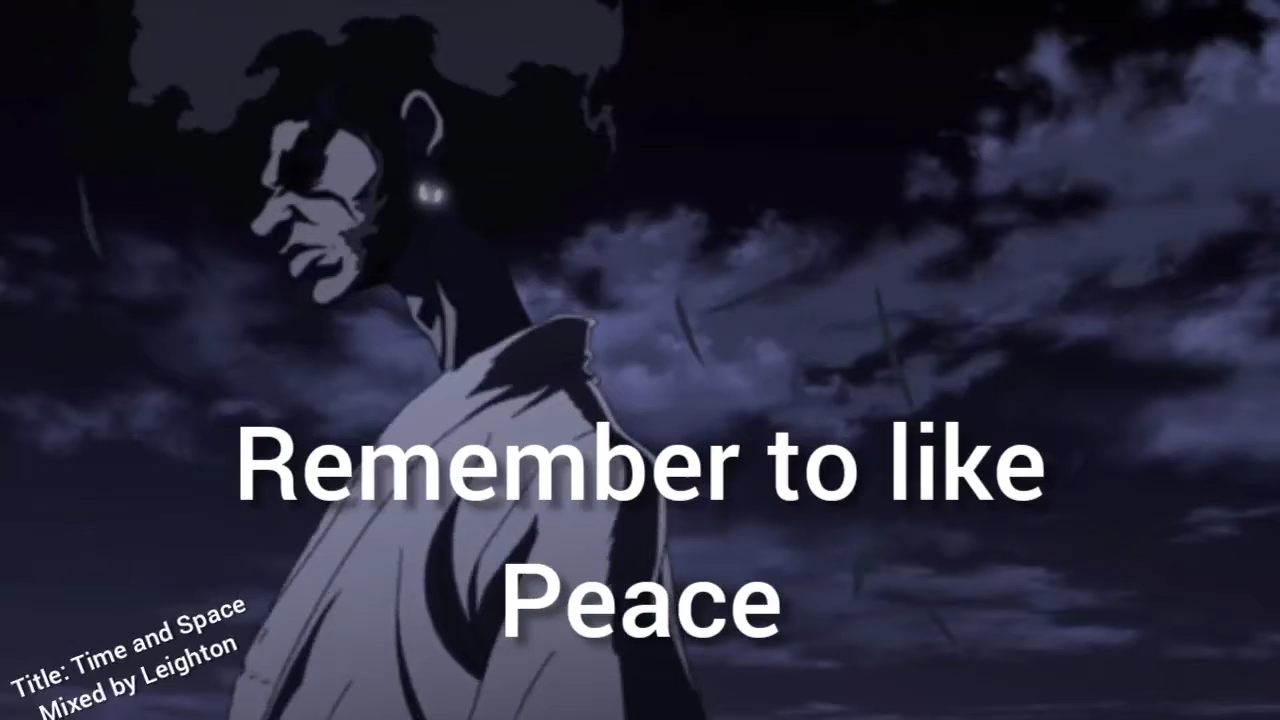 Remember to like
Peace
Title: Time and Space
Mixed by Leighton